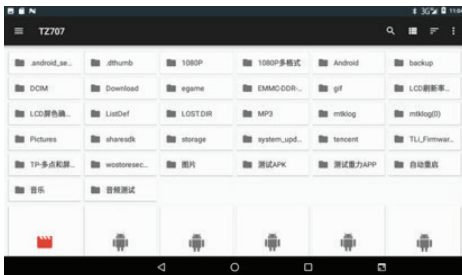 3G 11:04
TZ707
.android_se... .dthumb 1080P 1080P多格式 Android backup
DCIM Download egame EMMC-DDR-... gif LCD刷新率...
LCD屏色确... ListDef LOST.DIR MP3 mtklog mtklog(0)
Pictures sharesdk storage system_upd... tencent TLi_Firmwar...
TP-多点和屏... wostoresec... 图片 测试APK 测试重力APP 自动重启
音乐 音频测试